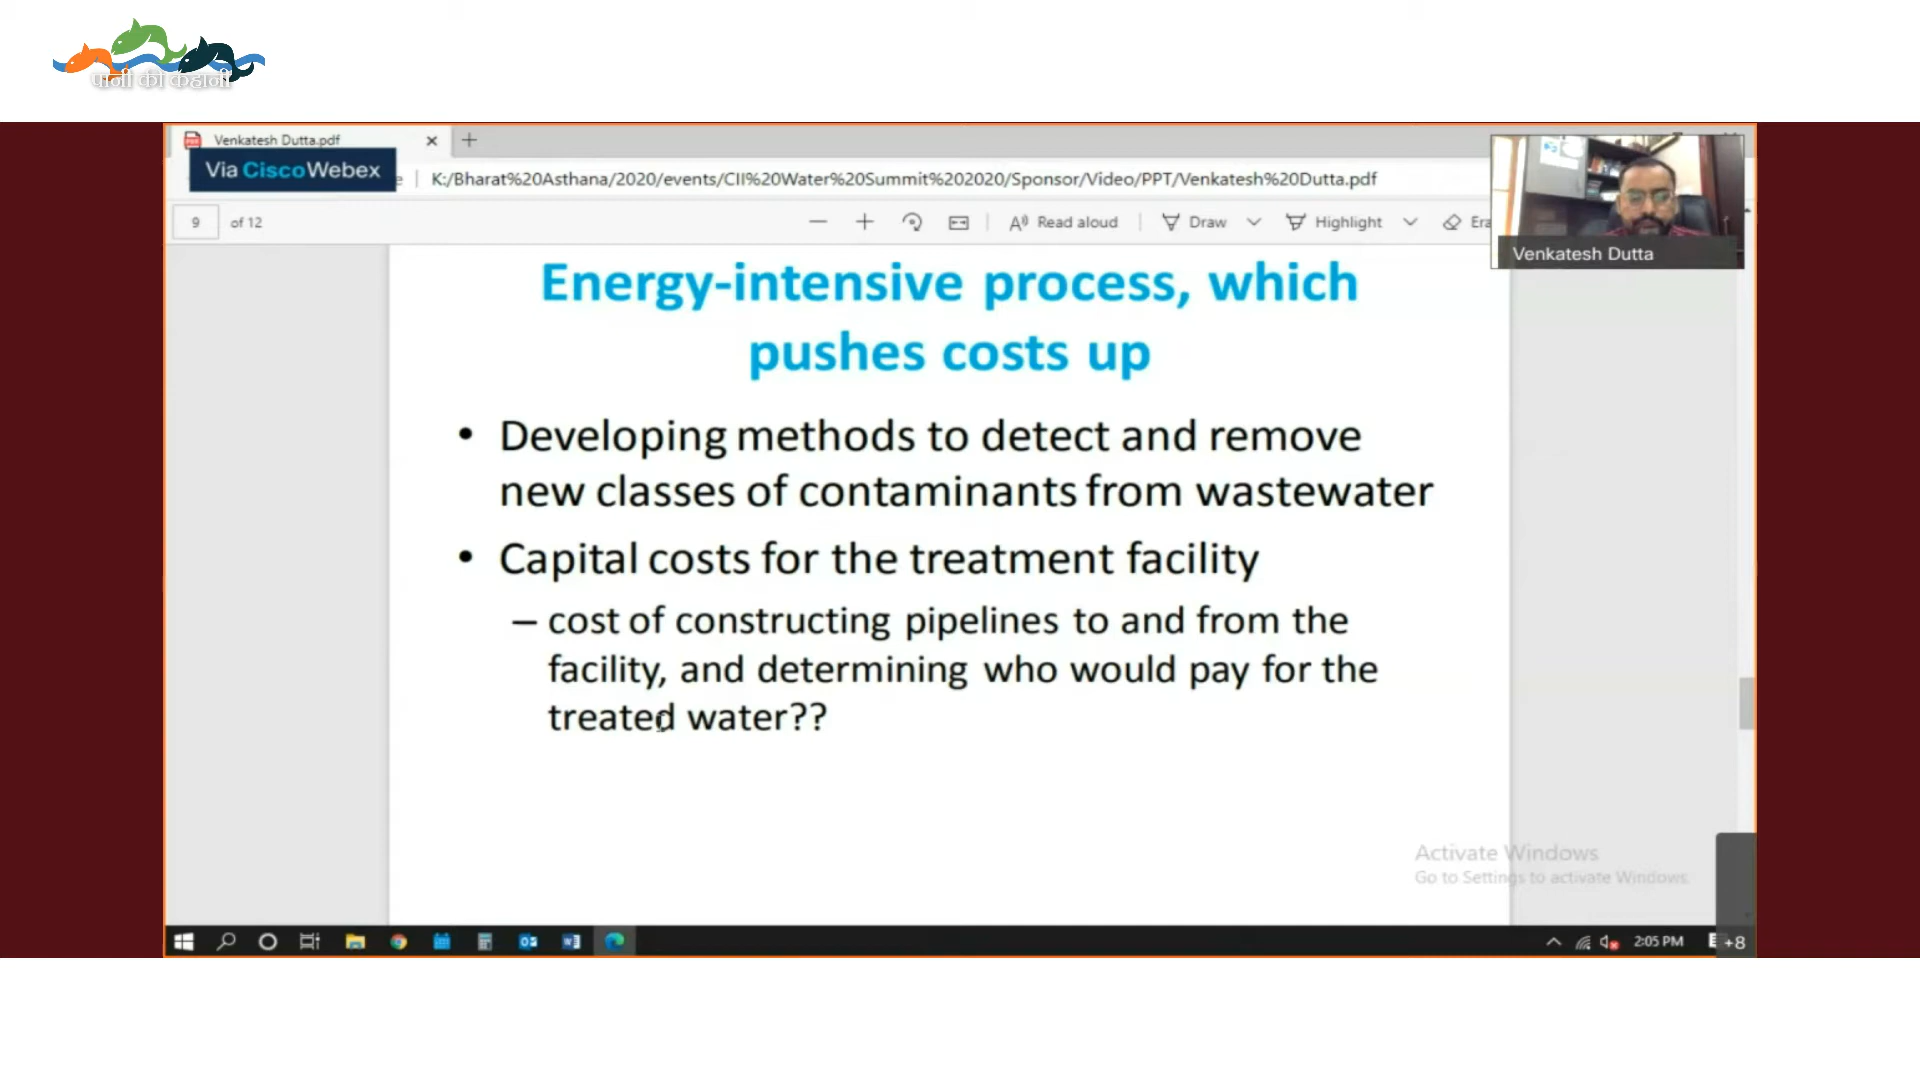 पानी की कहानी
Venkatesh Dutta.pdf
Via CiscoWebex
K:/Bharat%20Asthana/2020/events/CII%20Water%20Summit%202020/Sponsor/Video/PPT/Venkatesh%20Dutta.pdf
9 of 12
Read aloud
Draw
Highlight
Era
Venkatesh Dutta
Energy-intensive process, which
pushes costs up
• Developing methods to detect and remove
new classes of contaminants from wastewater
• Capital costs for the treatment facility
– cost of constructing pipelines to and from the
facility, and determining who would pay for the
treated water??
Activate Windows
Go to Settings to activate Windows.
2:05 PM
+8